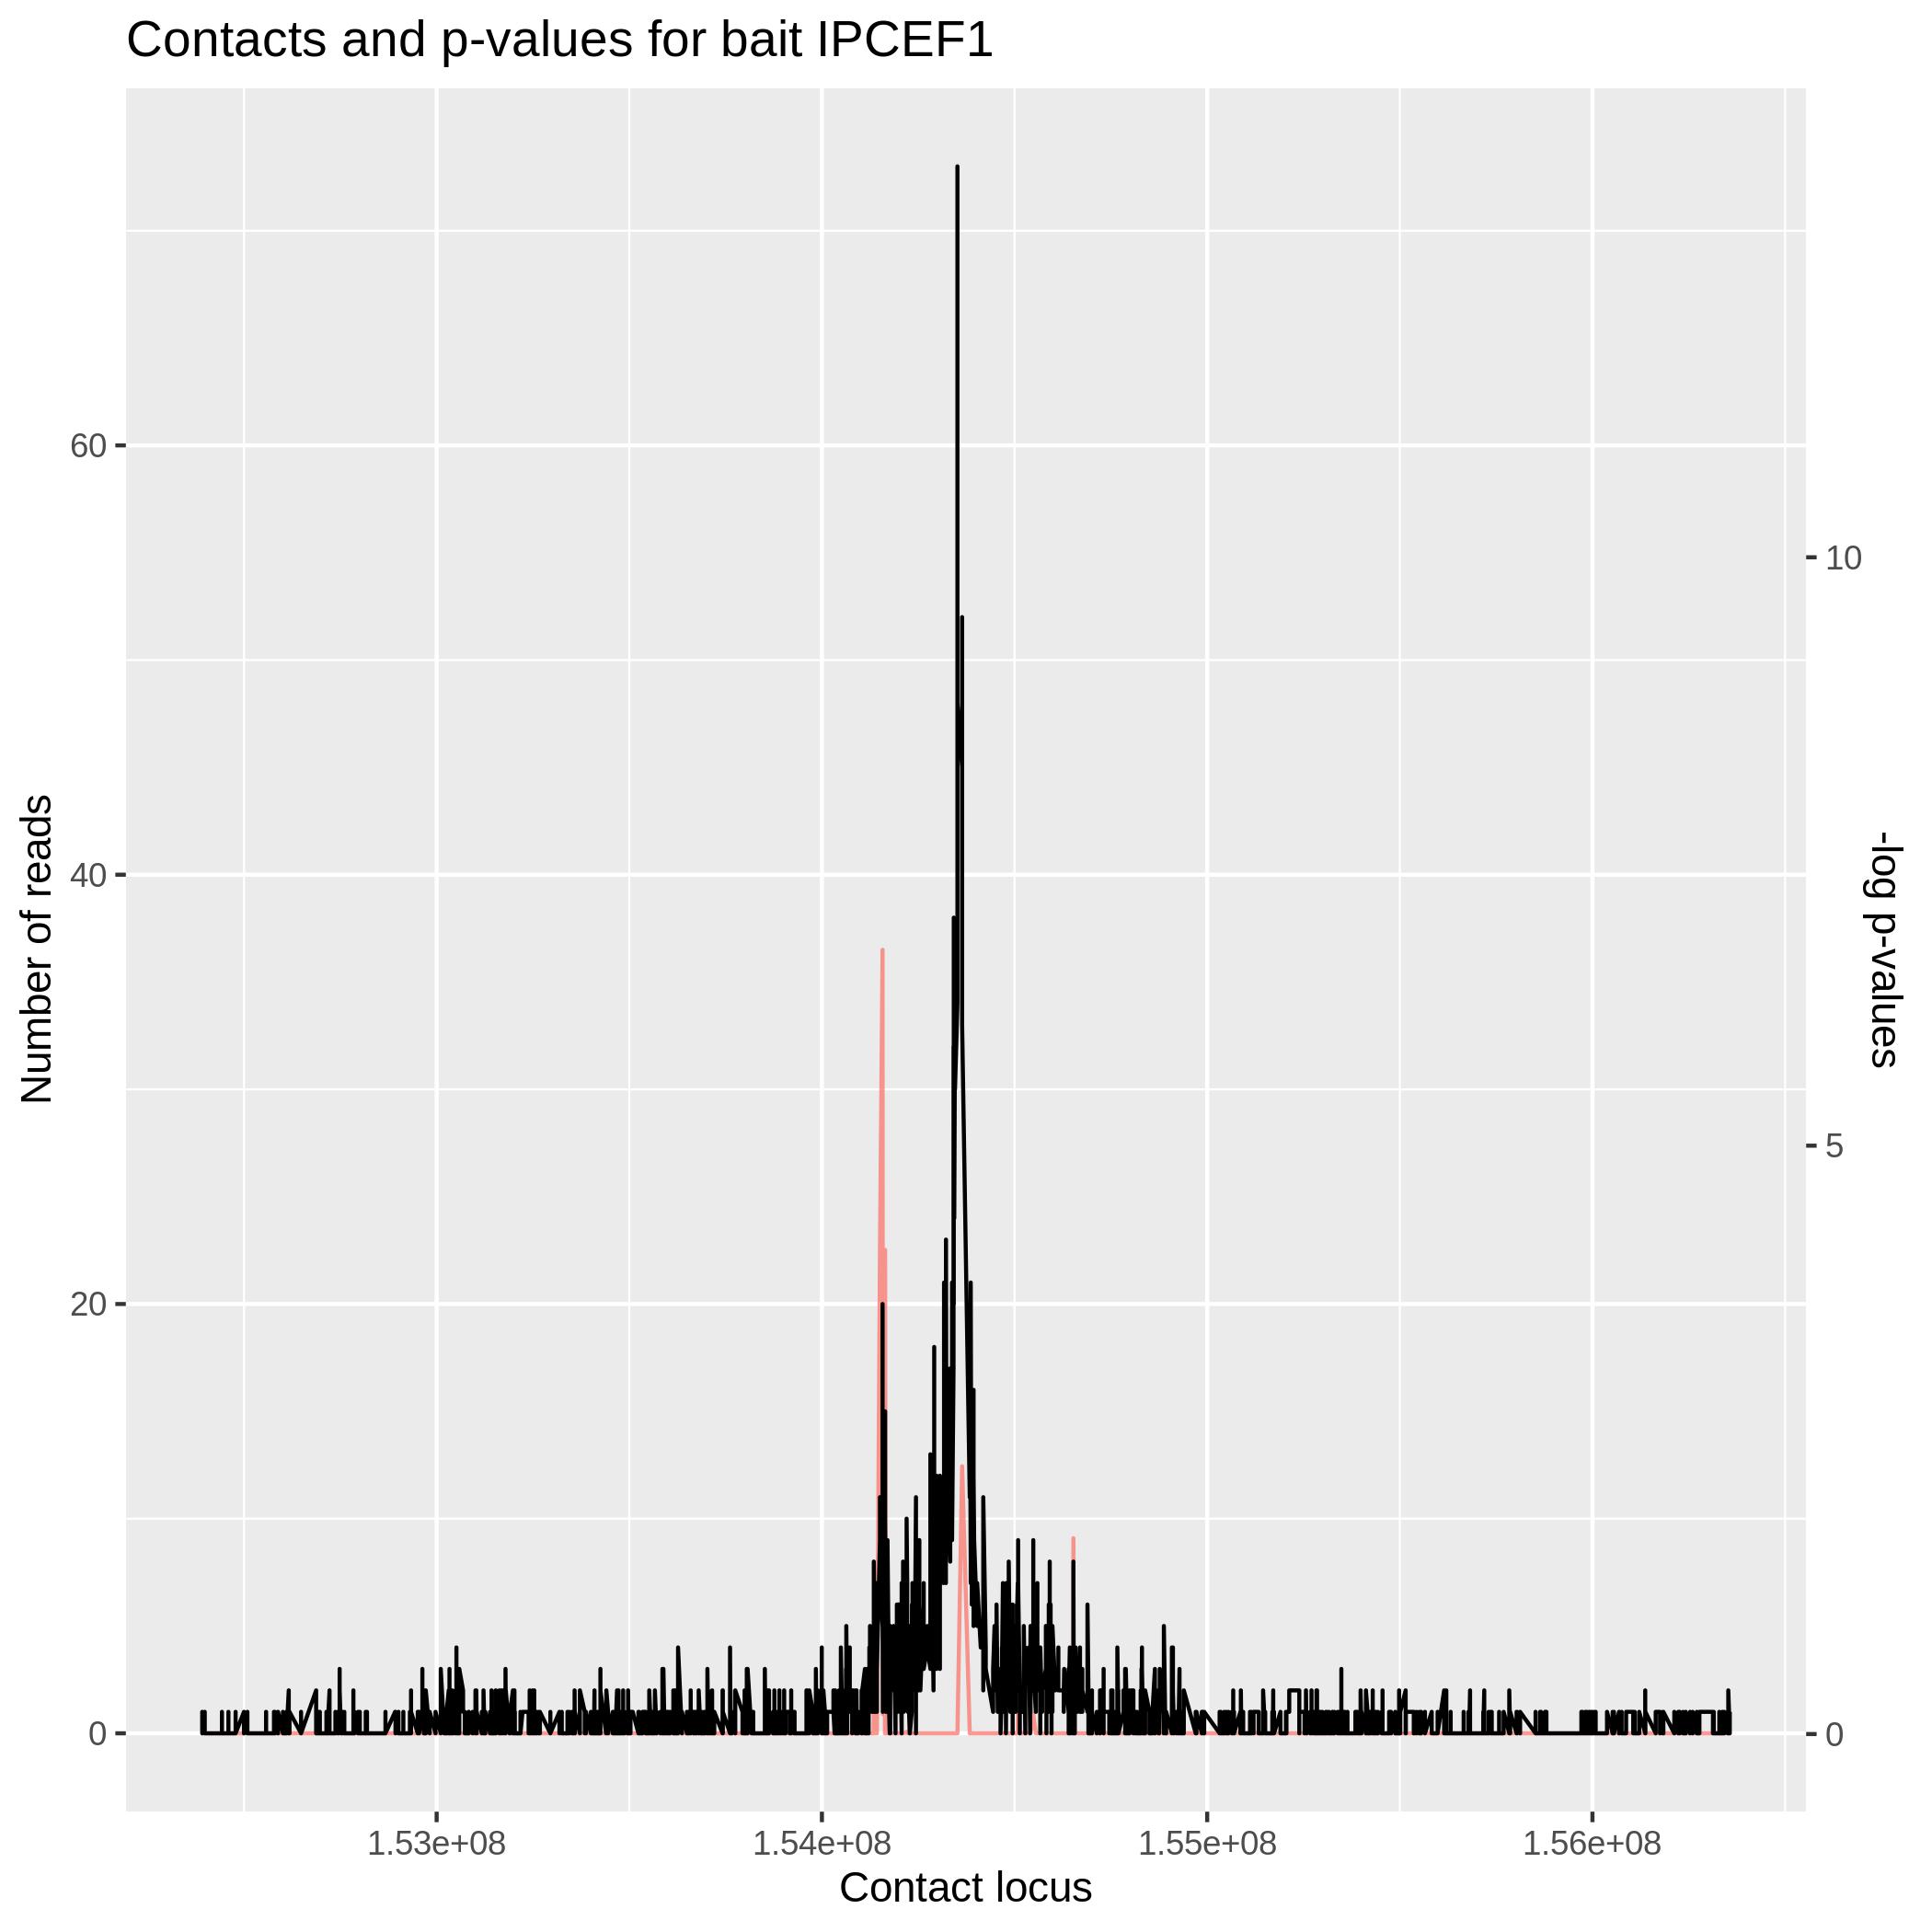 Contacts and p-values for bait IPCEF1
Number of reads
60
40
20
0
10
5
0
-log p-values
1.53e+08
1.54e+08
1.55e+08
1.56e+08
Contact locus